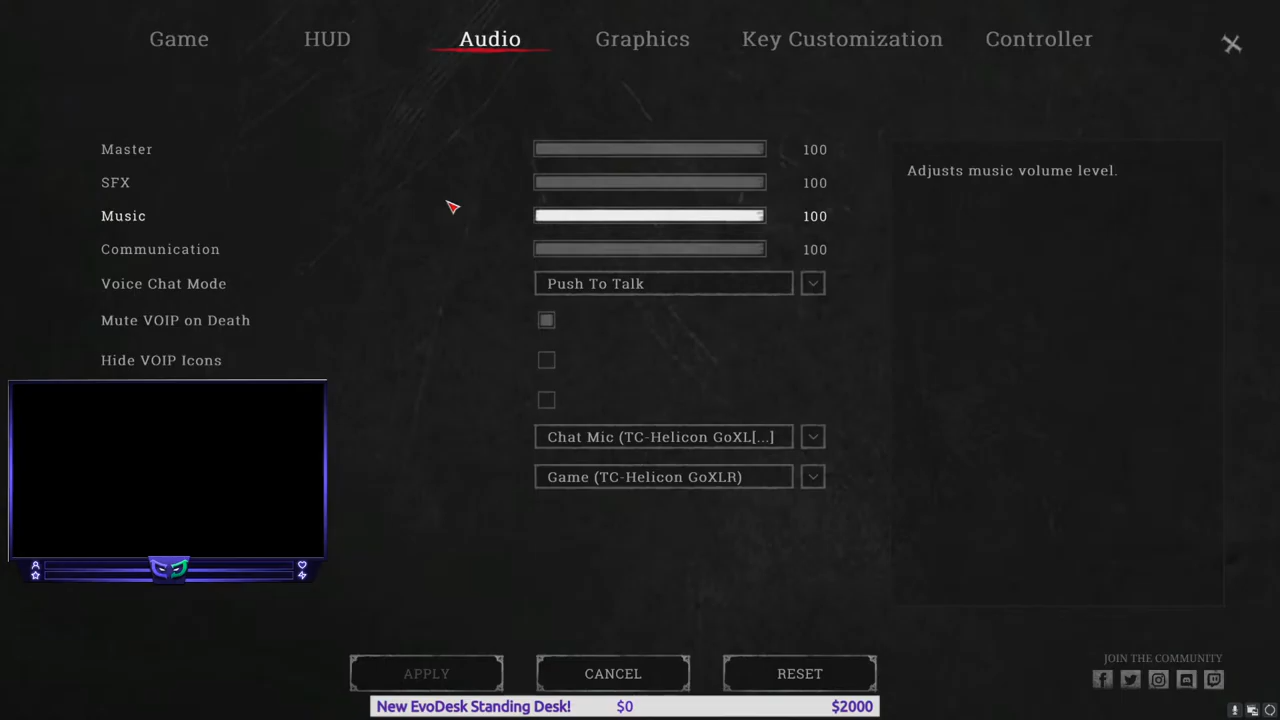 Game HUD Audio Graphics Key Customization Controller
Master 100
Adjusts music volume level.
SFX 100
Music 100
Communication 100
Voice Chat Mode Push To Talk
Mute VOIP on Death
Hide VOIP Icons
Chat Mic (TC-Helicon GoXL[...]
Game (TC-Helicon GoXLR)
JOIN THE COMMUNITY
APPLY CANCEL RESET
New EvoDesk Standing Desk! $0 $2000